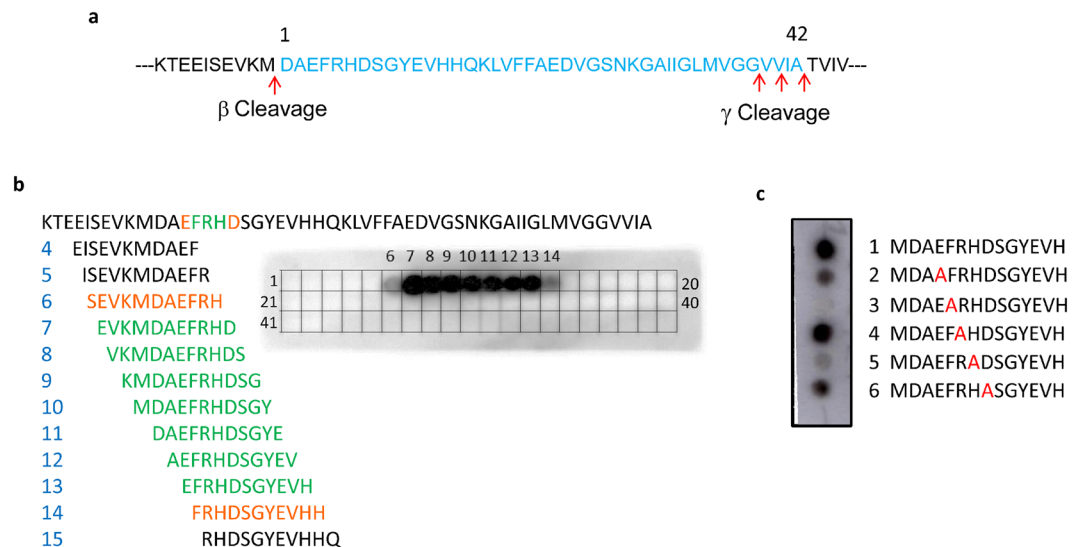 a
1 42
---KTEEISEVKM DAEFRHDSGYEVHHQKLVFFAEDVGSNKGAIIGLMVGGVVIA TVIV---
β Cleavage γ Cleavage
b
KTEEISEVKMDAEFRHDSGYEVHHQKLVFFAEDVGSNKGAIIGLMVGGVVIA
4 EISEVKMDAEF
5 ISEVKMDAEFR
6 SEVKMDAEFRH
7 EVKMDAEFRHD
8 VKMDAEFRHDS
9 KMDAEFRHDSG
10 MDAEFRHDSGY
11 DAEFRHDSGYE
12 AEFRHDSGYEV
13 EFRHDSGYEVH
14 FRHDSGYEVHH
15 RHDSGYEVHHQ
6 7 8 9 10 11 12 13 14
1 20
21 40
41
c
1 MDAEFRHDSGYEVH
2 MDAAFRHDSGYEVH
3 MDAEARHDSGYEVH
4 MDAEFAHDSGYEVH
5 MDAEFRADSGYEVH
6 MDAEFRHASGYEVH